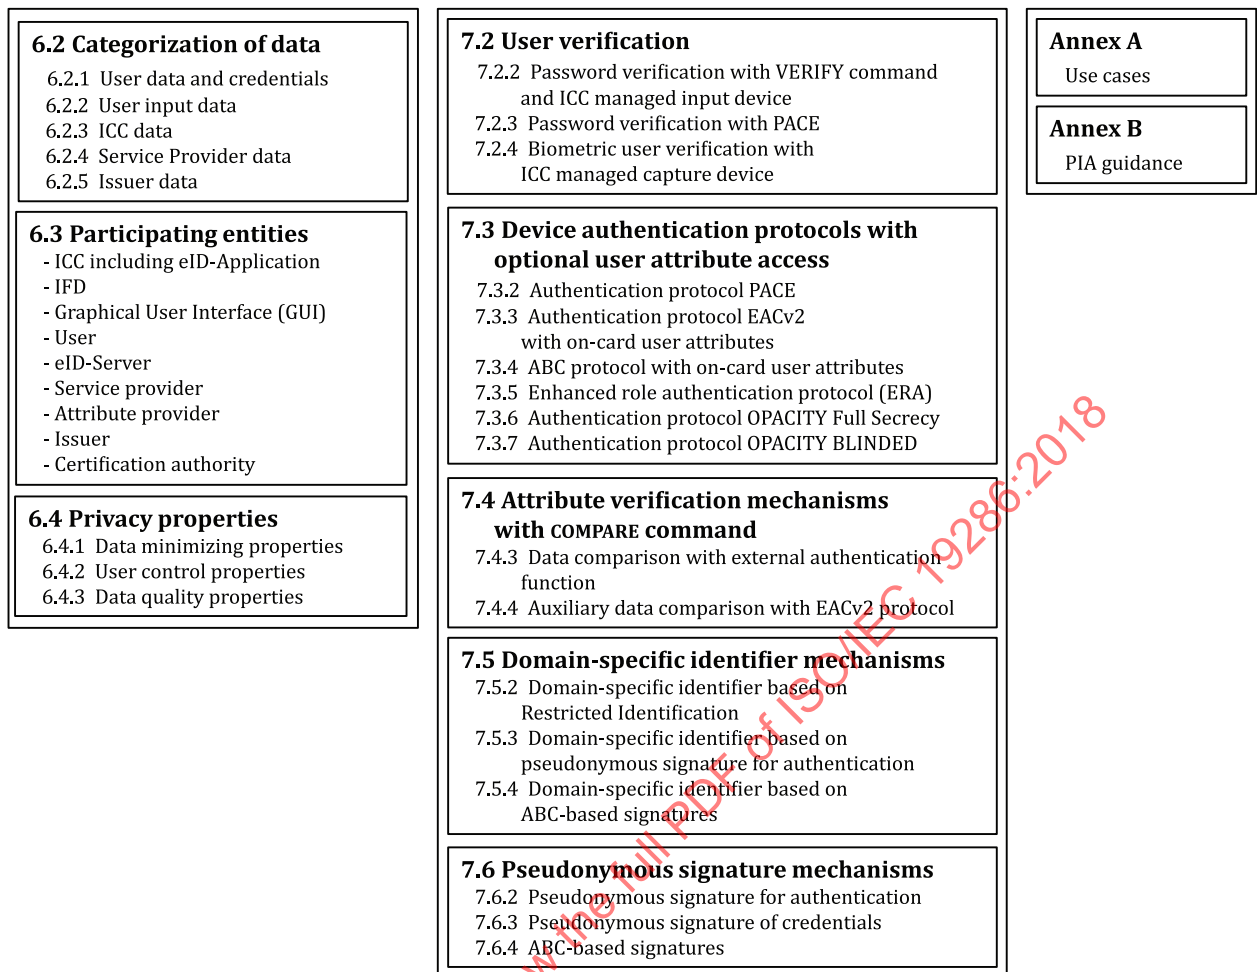 6.2 Categorization of data
6.2.1 User data and credentials
6.2.2 User input data
6.2.3 ICC data
6.2.4 Service Provider data
6.2.5 Issuer data
6.3 Participating entities
- ICC including eID-Application
- IFD
- Graphical User Interface (GUI)
- User
- eID-Server
- Service provider
- Attribute provider
- Issuer
- Certification authority
6.4 Privacy properties
6.4.1 Data minimizing properties
6.4.2 User control properties
6.4.3 Data quality properties
7.2 User verification
7.2.2 Password verification with VERIFY command
and ICC managed input device
7.2.3 Password verification with PACE
7.2.4 Biometric user verification with
ICC managed capture device
7.3 Device authentication protocols with
optional user attribute access
7.3.2 Authentication protocol PACE
7.3.3 Authentication protocol EACv2
with on-card user attributes
7.3.4 ABC protocol with on-card user attributes
7.3.5 Enhanced role authentication protocol (ERA)
7.3.6 Authentication protocol OPACITY Full Secrecy
7.3.7 Authentication protocol OPACITY BLINDED
7.4 Attribute verification mechanisms
with COMPARE command
7.4.3 Data comparison with external authentication
function
7.4.4 Auxiliary data comparison with EACv2 protocol
7.5 Domain-specific identifier mechanisms
7.5.2 Domain-specific identifier based on
Restricted Identification
7.5.3 Domain-specific identifier based on
pseudonymous signature for authentication
7.5.4 Domain-specific identifier based on
ABC-based signatures
7.6 Pseudonymous signature mechanisms
7.6.2 Pseudonymous signature for authentication
7.6.3 Pseudonymous signature of credentials
7.6.4 ABC-based signatures
Annex A
Use cases
Annex B
PIA guidance
w the full PDF of ISO/IEC 19286:2018